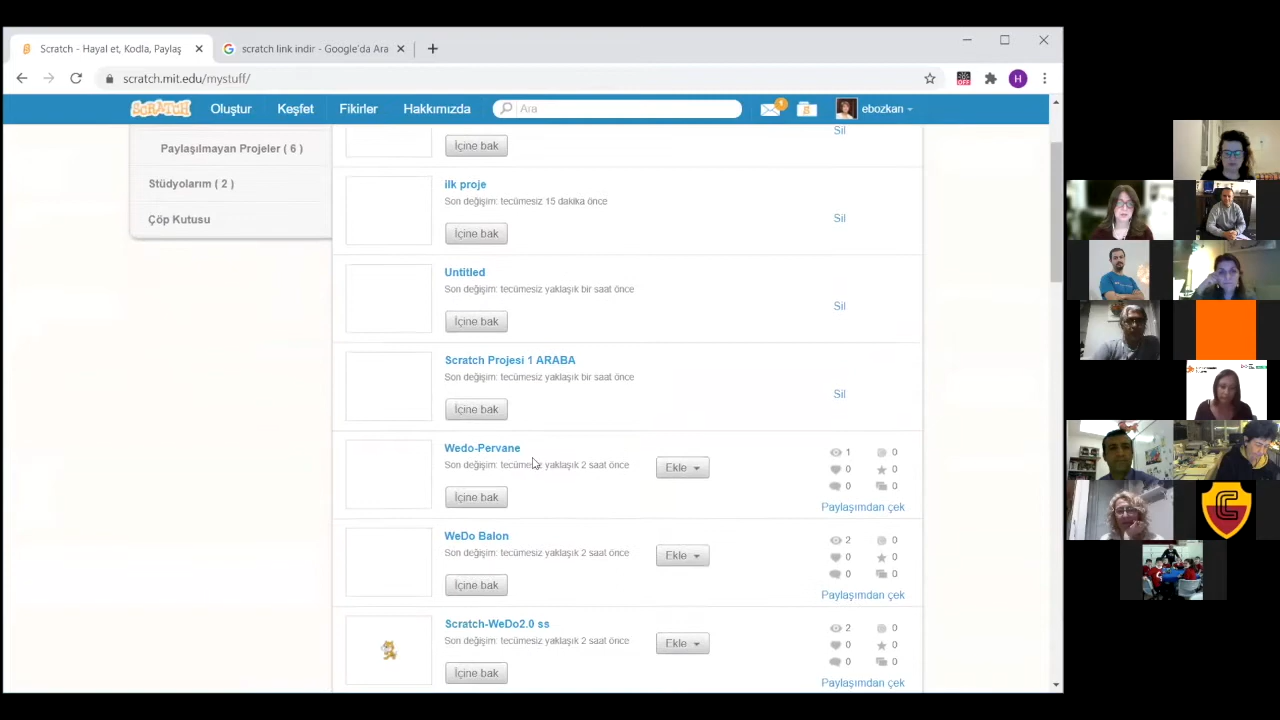 Scratch - Hayal et, Kodla, Paylaş
scratch link indir - Google'da Ara
scratch.mit.edu/mystuff/
OFF
H
SCRATCH
Oluştur
Keşfet
Fikirler
Hakkımızda
Ara
1
S
ebozkan
Paylaşılmayan Projeler ( 6 )
Stüdyolarım ( 2 )
Çöp Kutusu
İçine bak
Sil
ilk proje
Son değişim: tecümesiz 15 dakika önce
İçine bak
Sil
Untitled
Son değişim: tecümesiz yaklaşık bir saat önce
İçine bak
Sil
Scratch Projesi 1 ARABA
Son değişim: tecümesiz yaklaşık bir saat önce
İçine bak
Sil
Wedo-Pervane
Son değişim: tecümesiz yaklaşık 2 saat önce
İçine bak
Ekle
1 0
0 0
0 0
Paylaşımdan çek
WeDo Balon
Son değişim: tecümesiz yaklaşık 2 saat önce
İçine bak
Ekle
2 0
0 0
0 0
Paylaşımdan çek
Scratch-WeDo2.0 ss
Son değişim: tecümesiz yaklaşık 2 saat önce
İçine bak
Ekle
2 0
0 0
0 0
Paylaşımdan çek
C